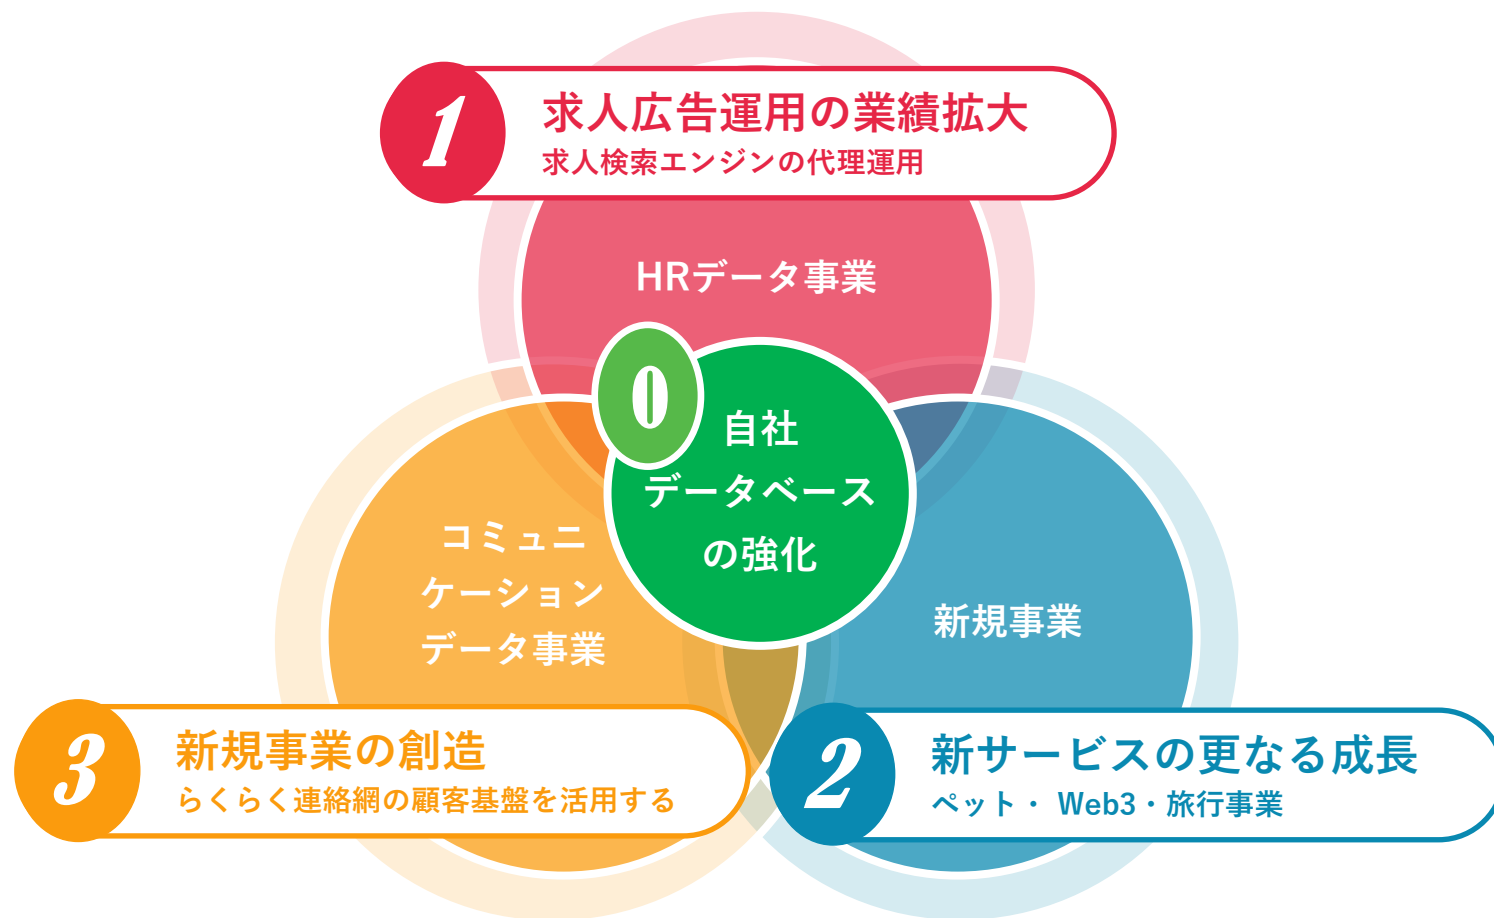 1
求人広告運用の業績拡大
求人検索エンジンの代理運用
HRデータ事業
0
自社
データベース
の強化
コミュニ
ケーション
データ事業
新規事業
3
新規事業の創造
らくらく連絡網の顧客基盤を活用する
2
新サービスの更なる成長
ペット・ Web3・旅行事業